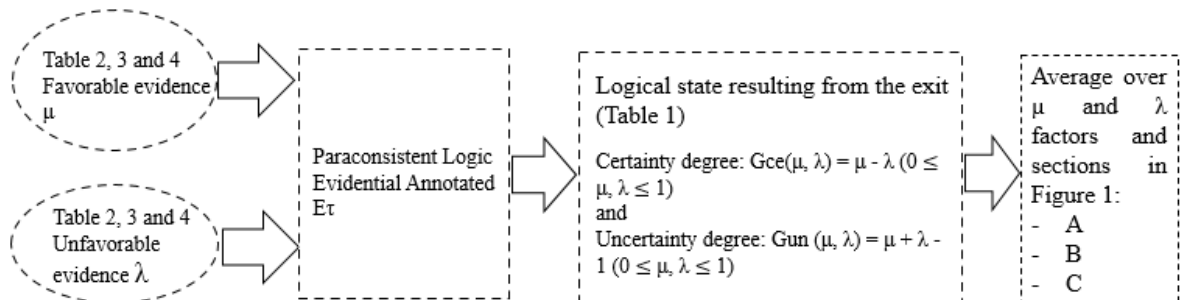 Table 2, 3 and 4
Favorable evidence
μ
Table 2, 3 and 4
Unfavorable
evidence λ
Paraconsistent Logic
Evidential Annotated
Eτ
Logical state resulting from the exit
(Table 1)
Certainty degree: Gce(μ, λ) = μ - λ (0 ≤
μ, λ ≤ 1)
and
Uncertainty degree: Gun (μ, λ) = μ + λ -
1 (0 ≤ μ, λ ≤ 1)
Average over
μ and λ
factors and
sections in
Figure 1:
- A
- B
- C